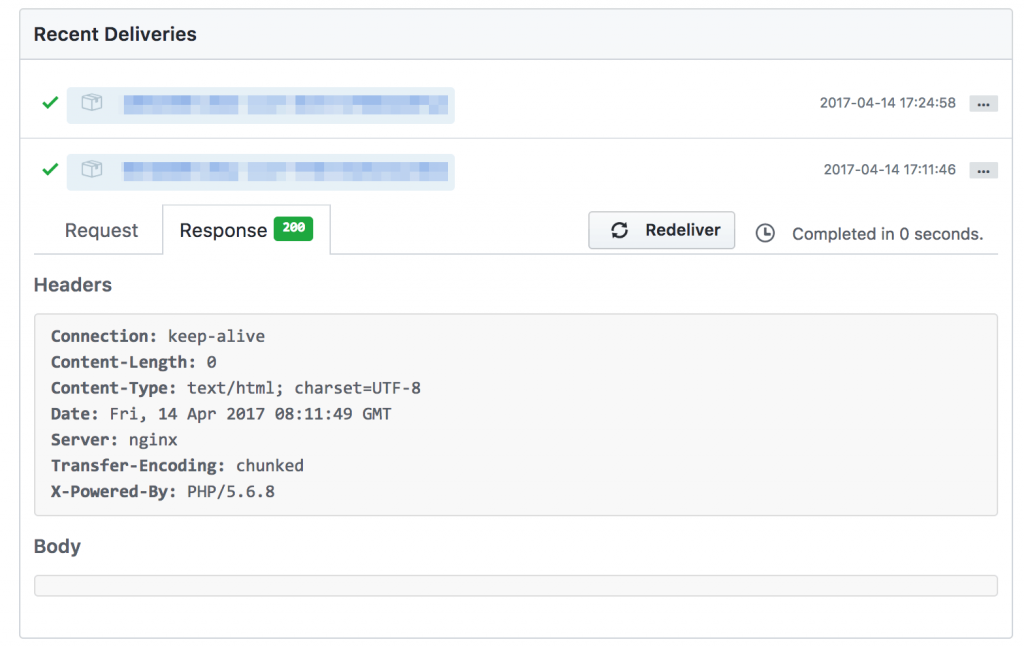 Recent Deliveries
2017-04-14 17:24:58 ...
2017-04-14 17:11:46 ...
Request Response 200 Redeliver Completed in 0 seconds.
Headers
Connection: keep-alive
Content-Length: 0
Content-Type: text/html; charset=UTF-8
Date: Fri, 14 Apr 2017 08:11:49 GMT
Server: nginx
Transfer-Encoding: chunked
X-Powered-By: PHP/5.6.8
Body